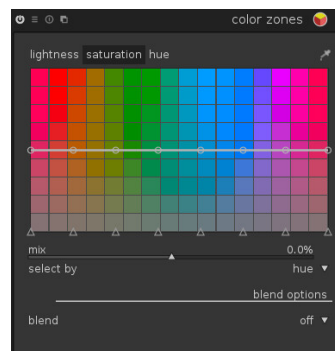 color zones
lightness saturation hue
mix 0.0%
select by hue
blend options
blend off